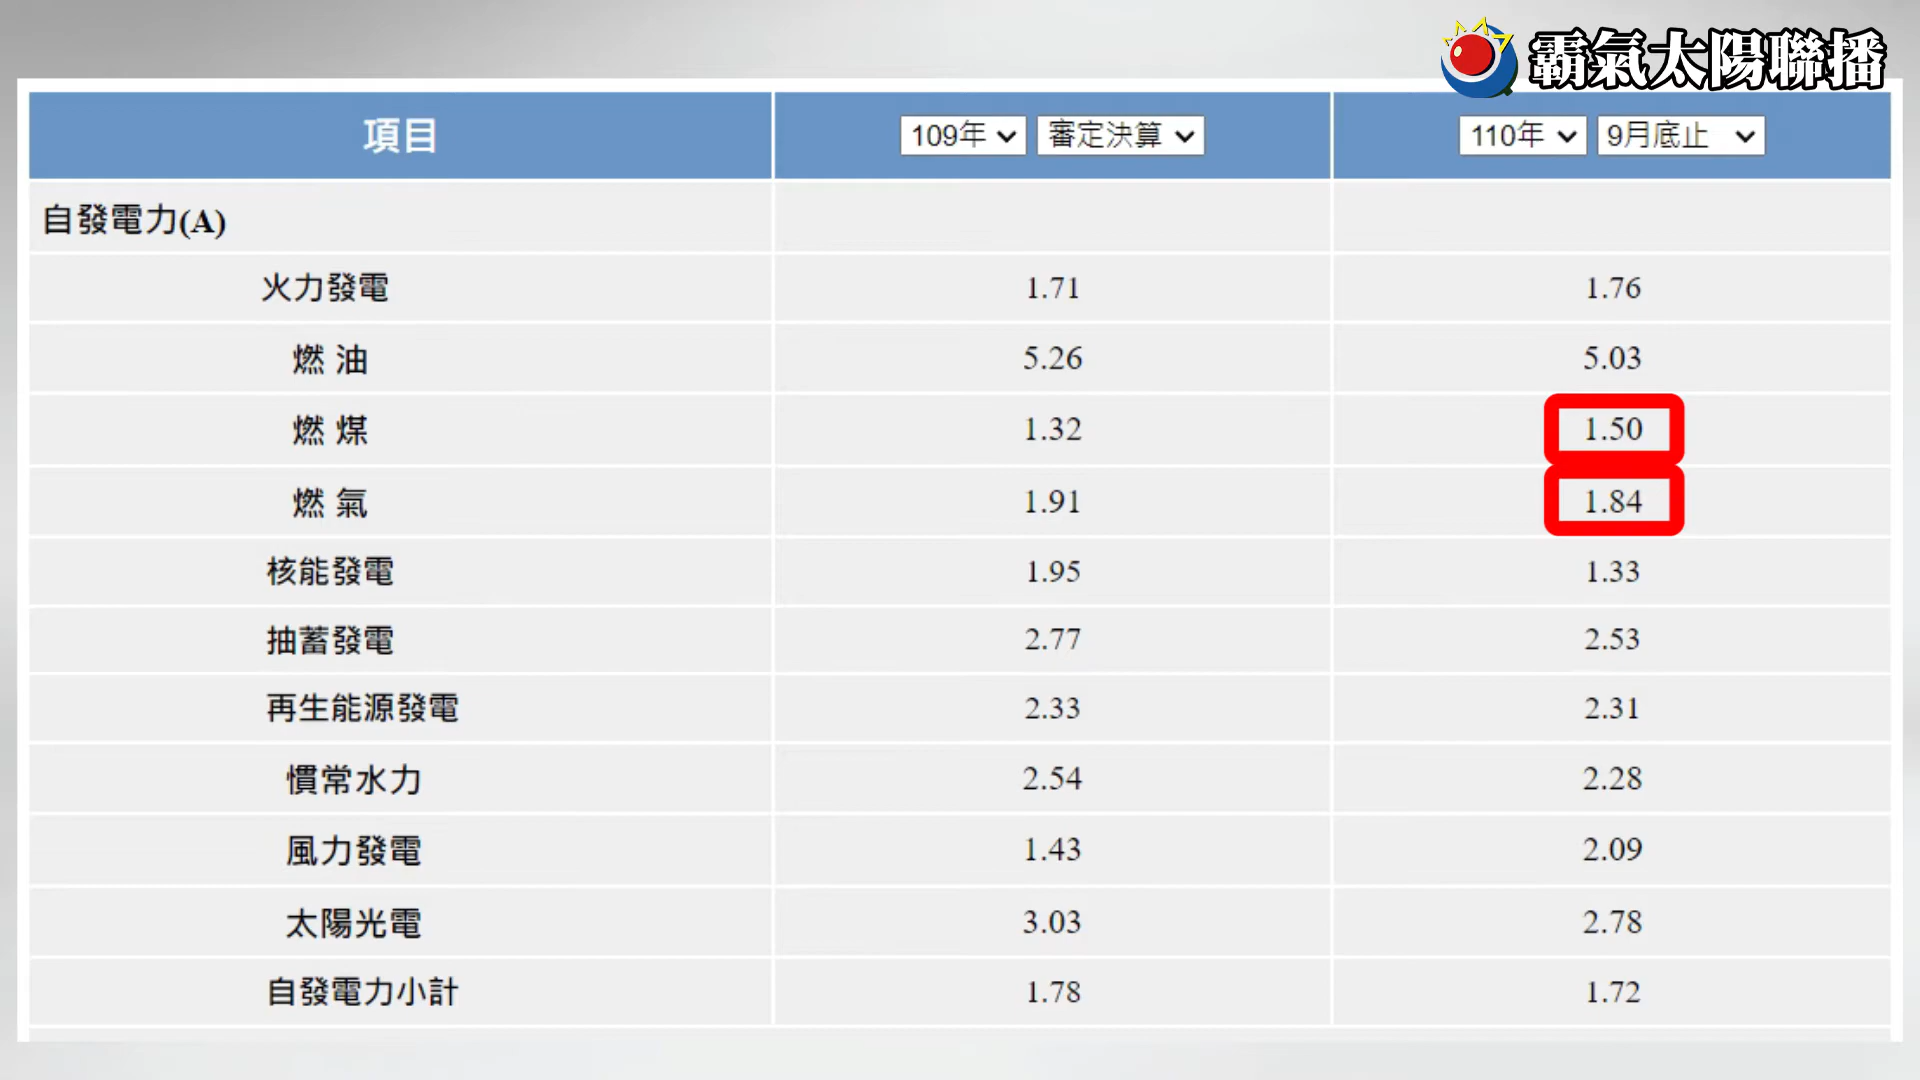 霸氣太陽聯播
項目 109年 審定決算 110年 9月底止
自發電力(A)
火力發電 1.71 1.76
燃 油 5.26 5.03
燃 煤 1.32 1.50
燃 氣 1.91 1.84
核能發電 1.95 1.33
抽蓄發電 2.77 2.53
再生能源發電 2.33 2.31
慣常水力 2.54 2.28
風力發電 1.43 2.09
太陽光電 3.03 2.78
自發電力小計 1.78 1.72